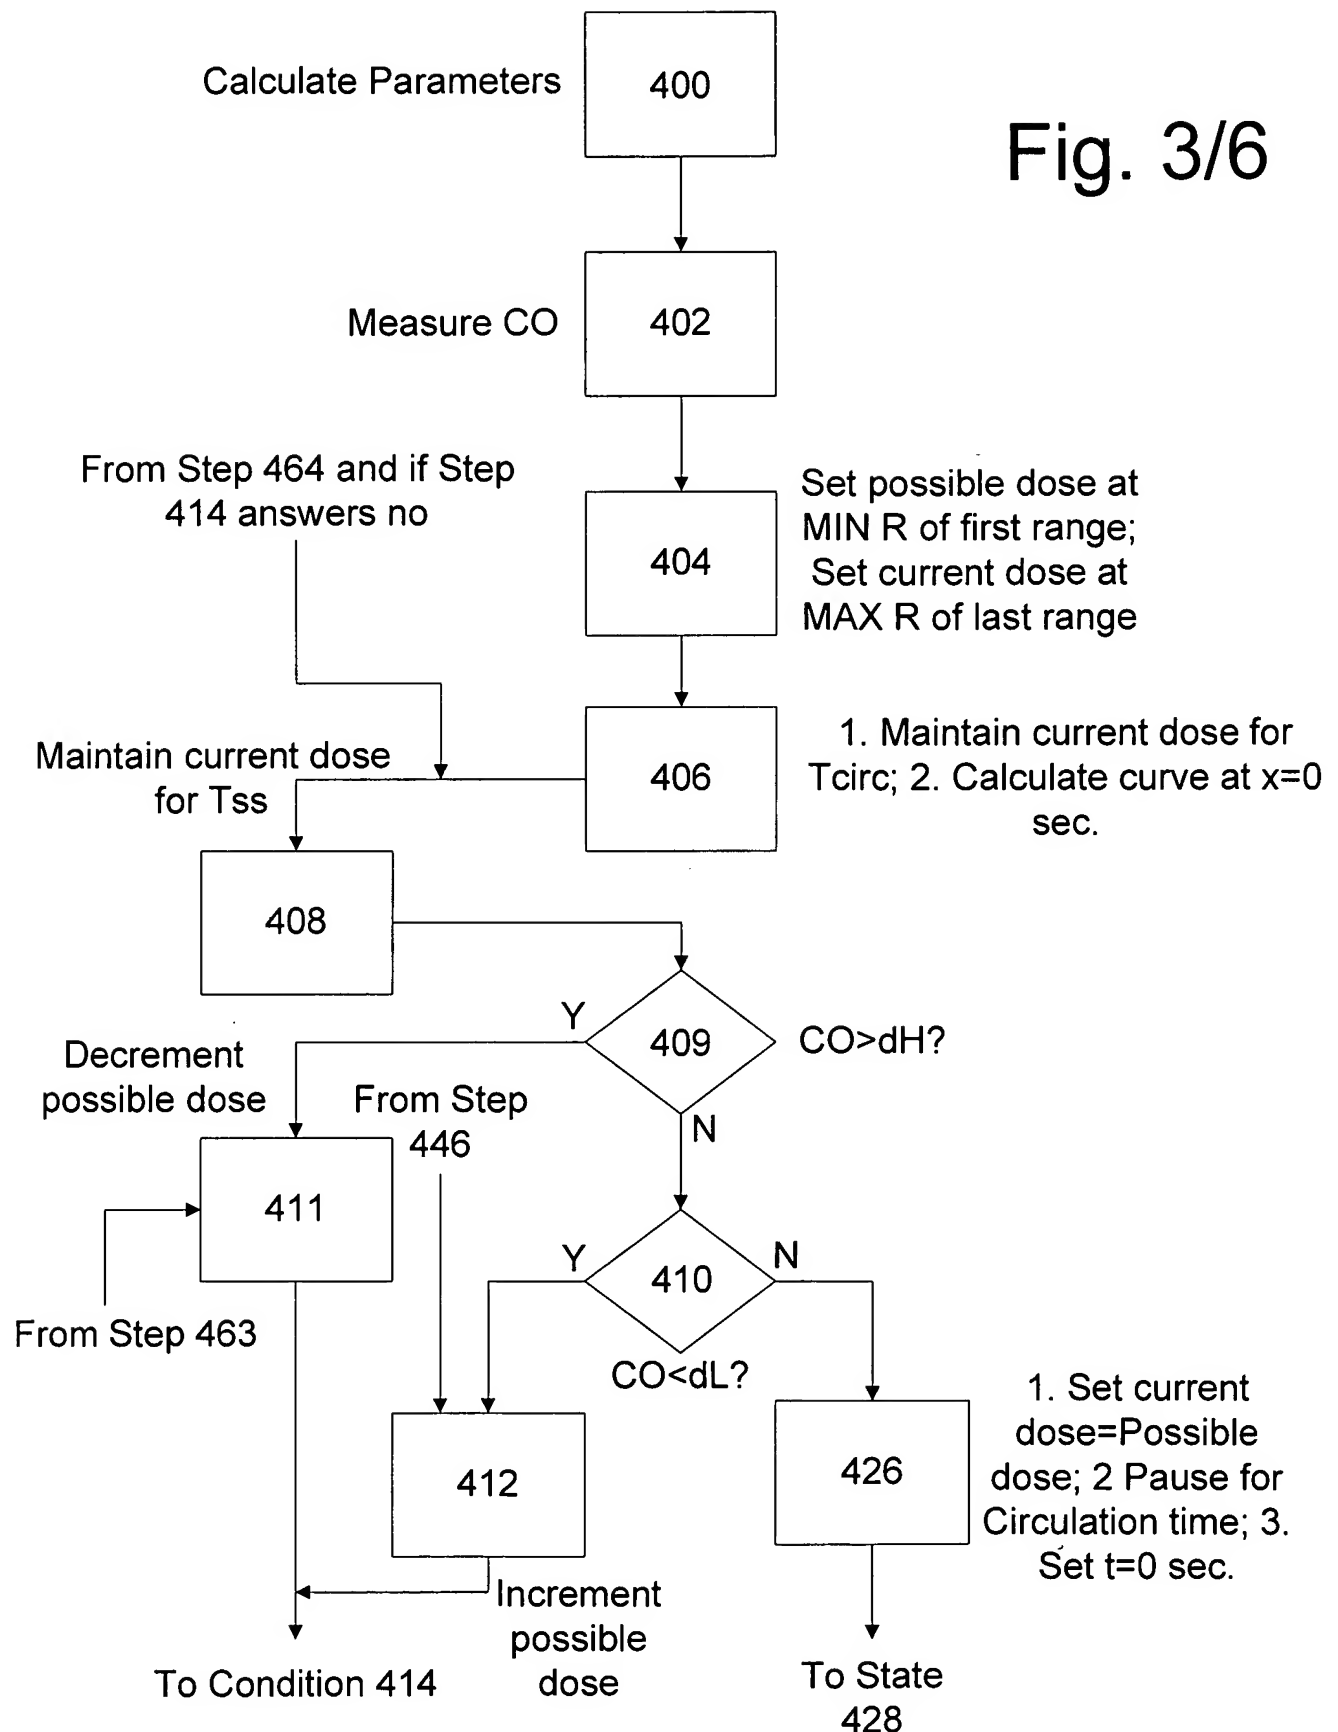 Calculate Parameters
400
Fig. 3/6
Measure CO
402
From Step 464 and if Step
414 answers no
404
Set possible dose at
MIN R of first range;
Set current dose at
MAX R of last range
Maintain current dose
for Tss
406
1. Maintain current dose for
Tcirc; 2. Calculate curve at x=0
sec.
408
Y
409
CO>dH?
N
Decrement
possible dose
From Step
446
411
From Step 463
Y
410
N
CO<dL?
412
426
1. Set current
dose=Possible
dose; 2 Pause for
Circulation time; 3.
Set t=0 sec.
Increment
possible
dose
To Condition 414
To State
428